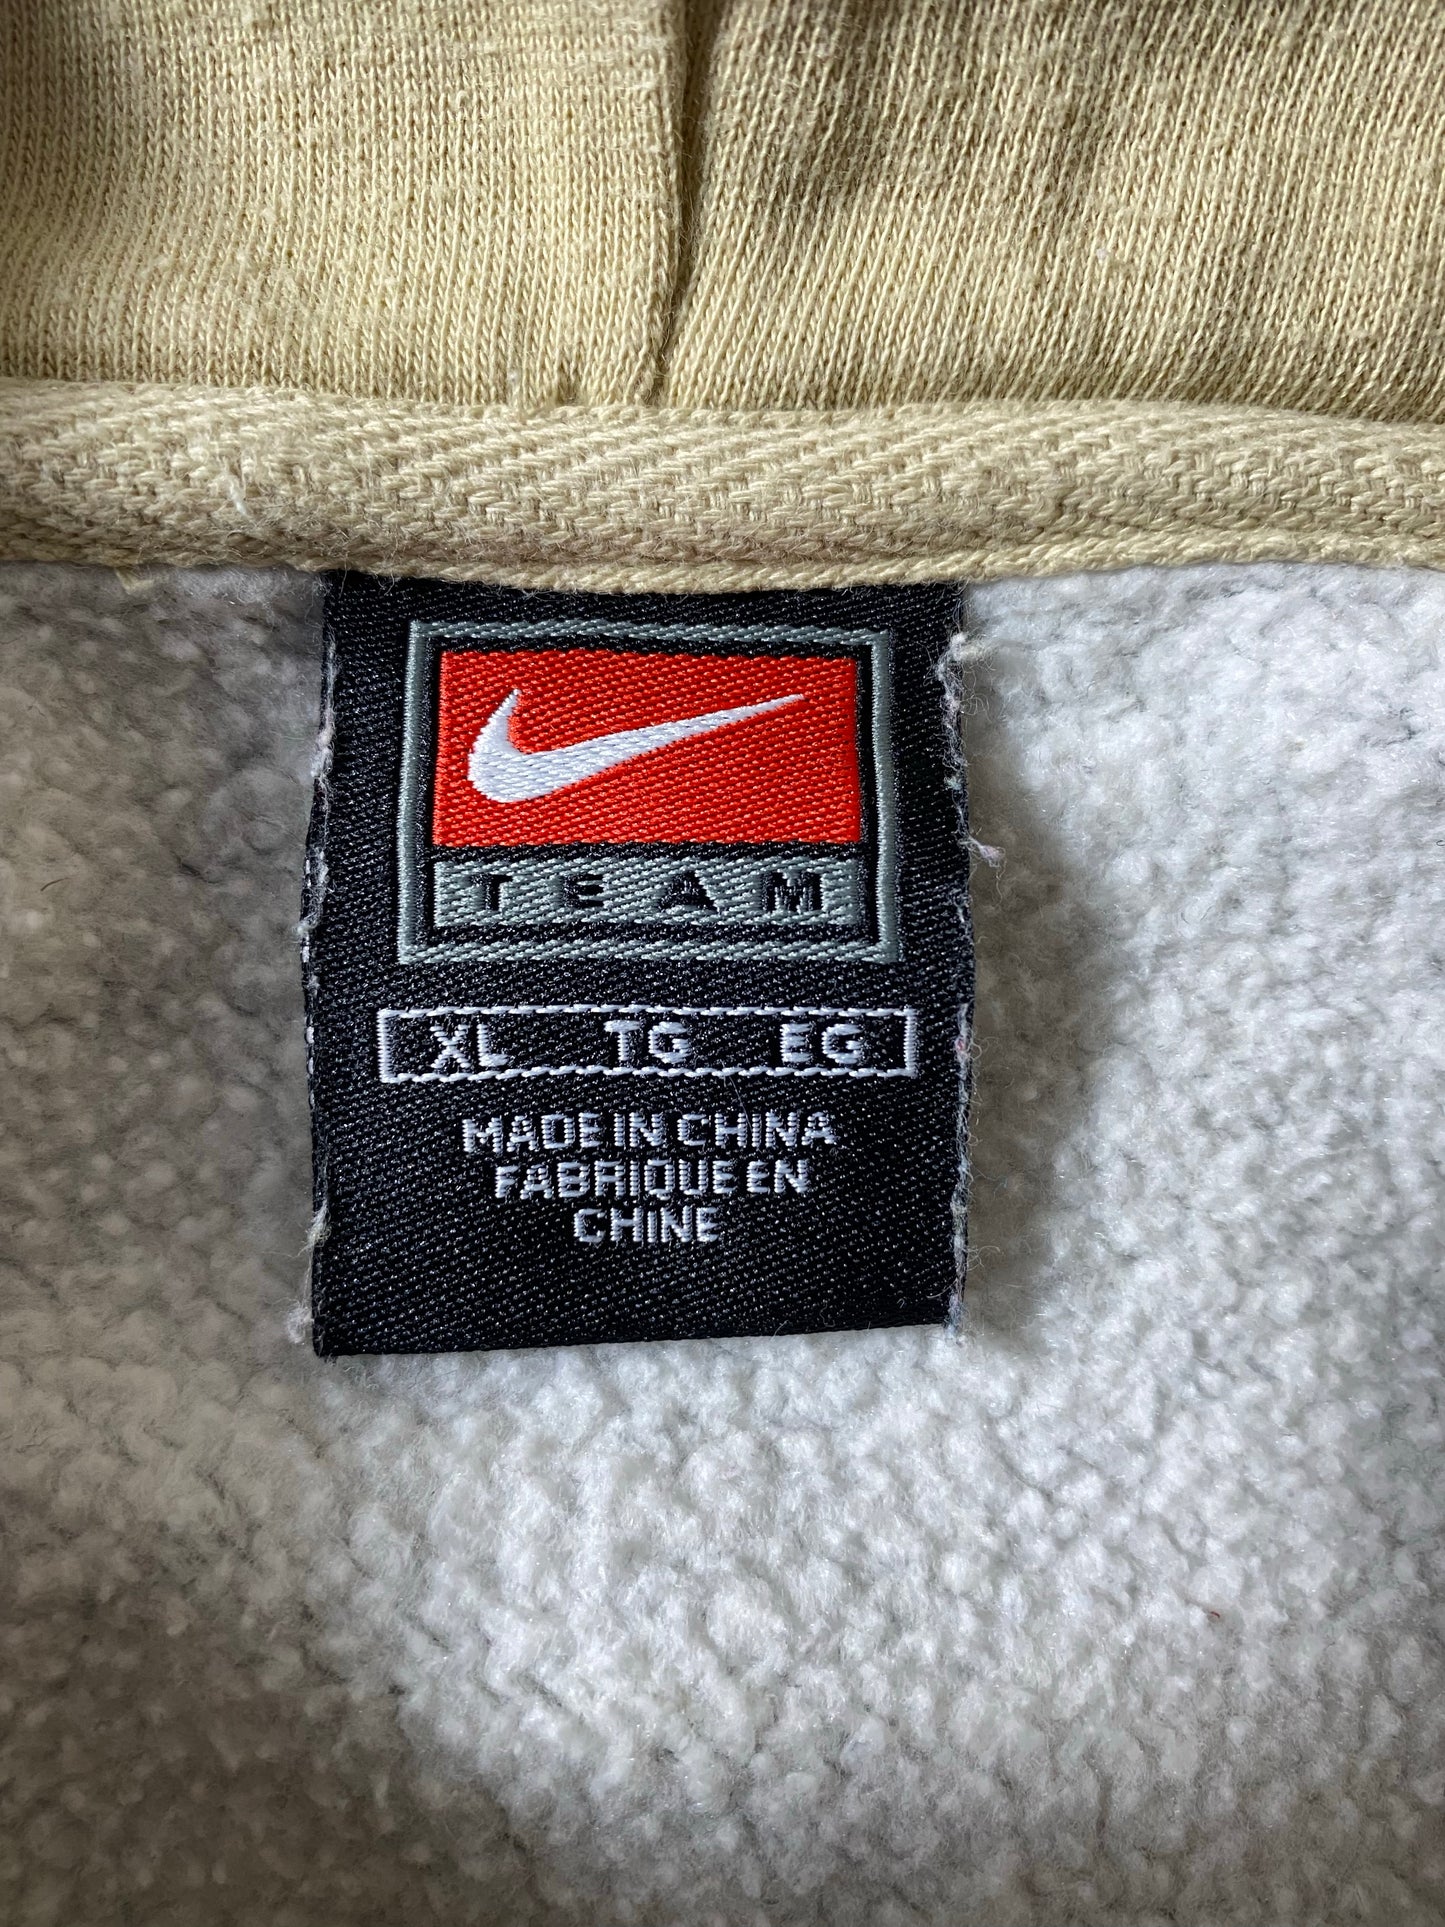 TEAM
XL TG EG
MADE IN CHINA
FABRIQUE EN
CHINE